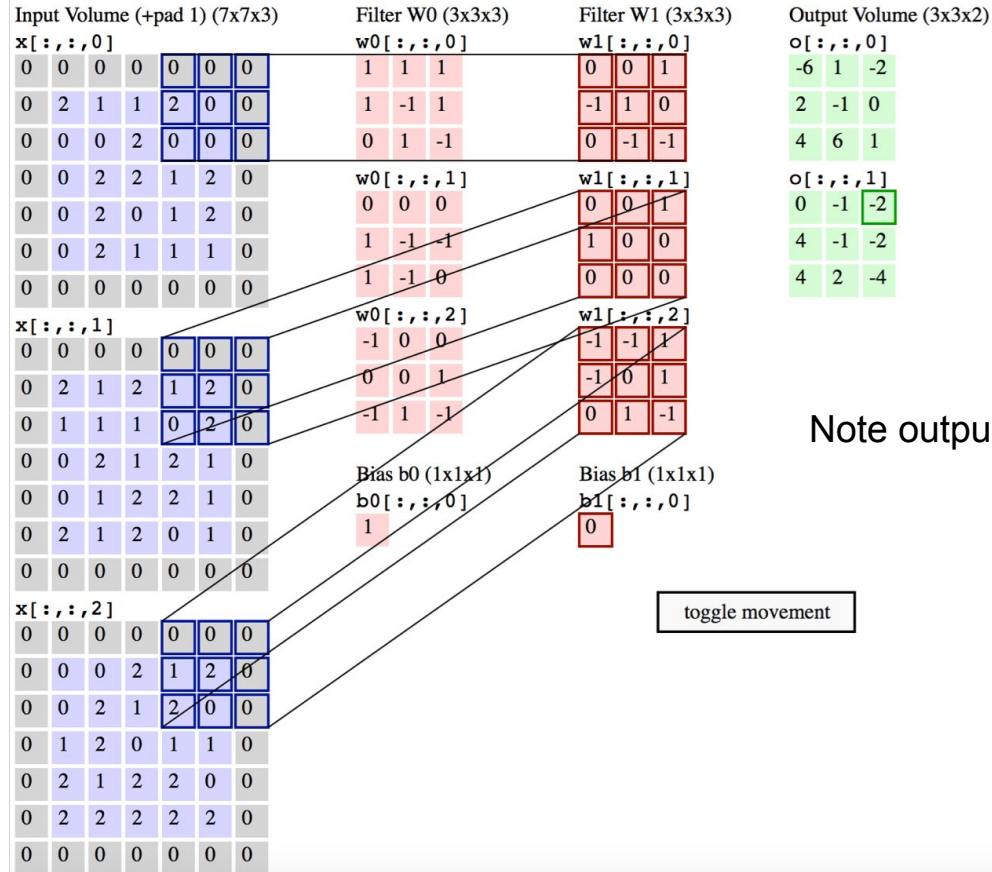 Input Volume (+pad 1) (7x7x3)
x[:,:,0]
0 0 0 0 0 0 0
0 2 1 1 2 0 0
0 0 0 2 0 0 0
0 0 2 2 1 2 0
0 0 2 0 1 2 0
0 0 2 1 1 1 0
0 0 0 0 0 0 0
x[:,:,1]
0 0 0 0 0 0 0
0 2 1 2 1 2 0
0 1 1 1 0 2 0
0 0 2 1 2 1 0
0 0 1 2 2 1 0
0 2 1 2 0 1 0
0 0 0 0 0 0 0
x[:,:,2]
0 0 0 0 0 0 0
0 0 0 2 1 2 0
0 0 2 1 2 0 0
0 1 2 0 1 1 0
0 2 1 2 2 0 0
0 2 2 2 2 2 0
0 0 0 0 0 0 0
Filter W0 (3x3x3)
w0[:,:,0]
1 1 1
1 -1 1
0 1 -1
w0[:,:,1]
0 0 0
1 -1 -1
1 -1 0
w0[:,:,2]
-1 0 0
0 0 1
-1 1 -1
Bias b0 (1x1x1)
b0[:,:,0]
1
Filter W1 (3x3x3)
w1[:,:,0]
0 0 1
-1 1 0
0 -1 -1
w1[:,:,1]
0 0 1
1 0 0
0 0 0
w1[:,:,2]
-1 -1 1
-1 0 1
0 1 -1
Bias b1 (1x1x1)
b1[:,:,0]
0
Output Volume (3x3x2)
o[:,:,0]
-6 1 -2
2 -1 0
4 6 1
o[:,:,1]
0 -1 -2
4 -1 -2
4 2 -4
Note outpu
toggle movement